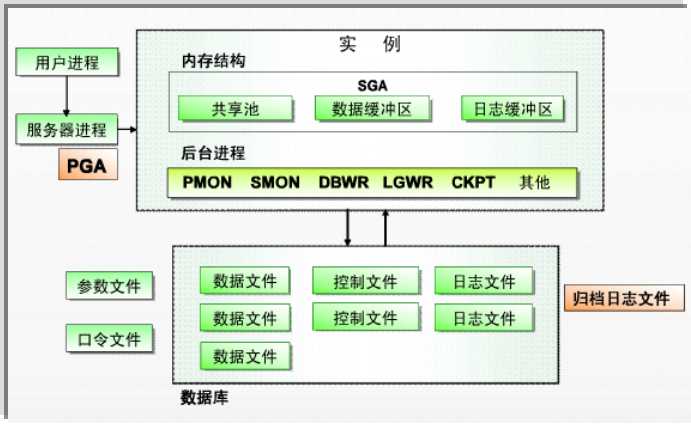 实 例
用户进程
内存结构
SGA
共享池 数据缓冲区 日志缓冲区
服务器进程
PGA
后台进程
PMON SMON DBWR LGWR CKPT 其他
参数文件
数据文件 控制文件 日志文件
归档日志文件
数据文件 控制文件 日志文件
口令文件
数据文件
数据库